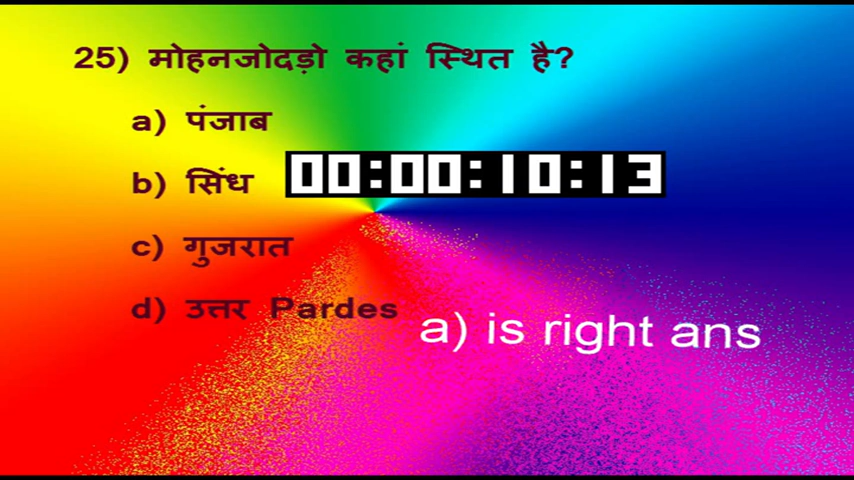 25) मोहनजोदड़ो कहां स्थित है?
a) पंजाब
b) सिंध
00:00:10:13
c) गुजरात
d) उत्तर Pardes
a) is right ans